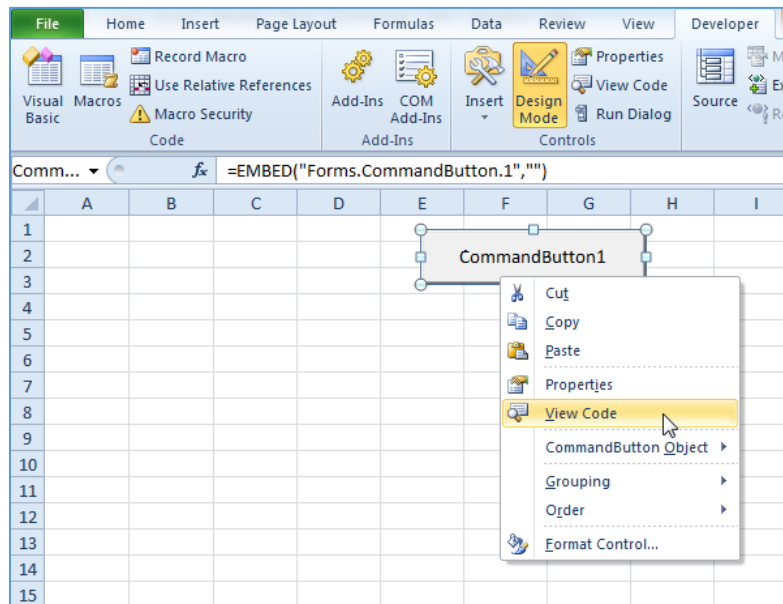 File Home Insert Page Layout Formulas Data Review View Developer
Record Macro
Use Relative References
Macro Security
Visual Basic
Macros
Code
Add-Ins
COM Add-Ins
Add-Ins
Insert
Design Mode
Properties
View Code
Run Dialog
Controls
Source
Comm... fx =EMBED("Forms.CommandButton.1","")
A B C D E F G H I
1
2
3
4
5
6
7
8
9
10
11
12
13
14
15
CommandButton1
Cut
Copy
Paste
Properties
View Code
CommandButton Object
Grouping
Order
Format Control...